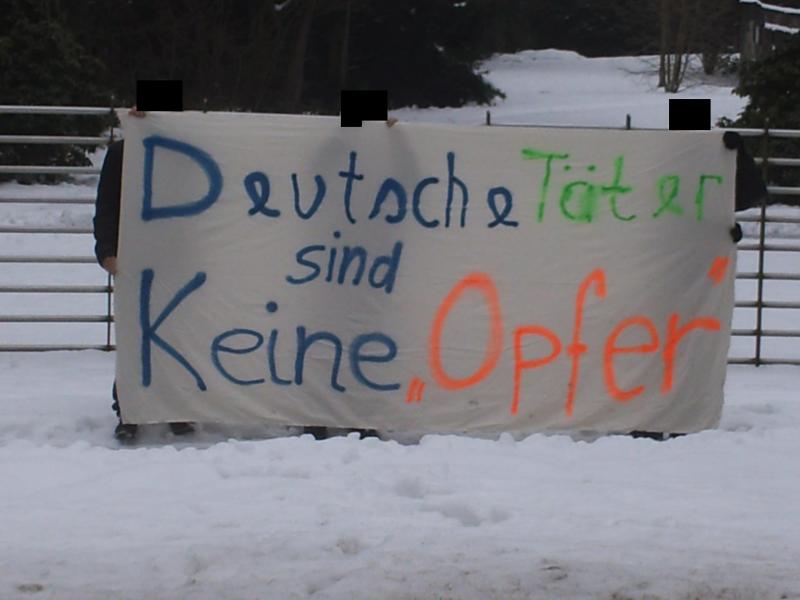 Deutsche Täter
sind
Keine „Opfer“